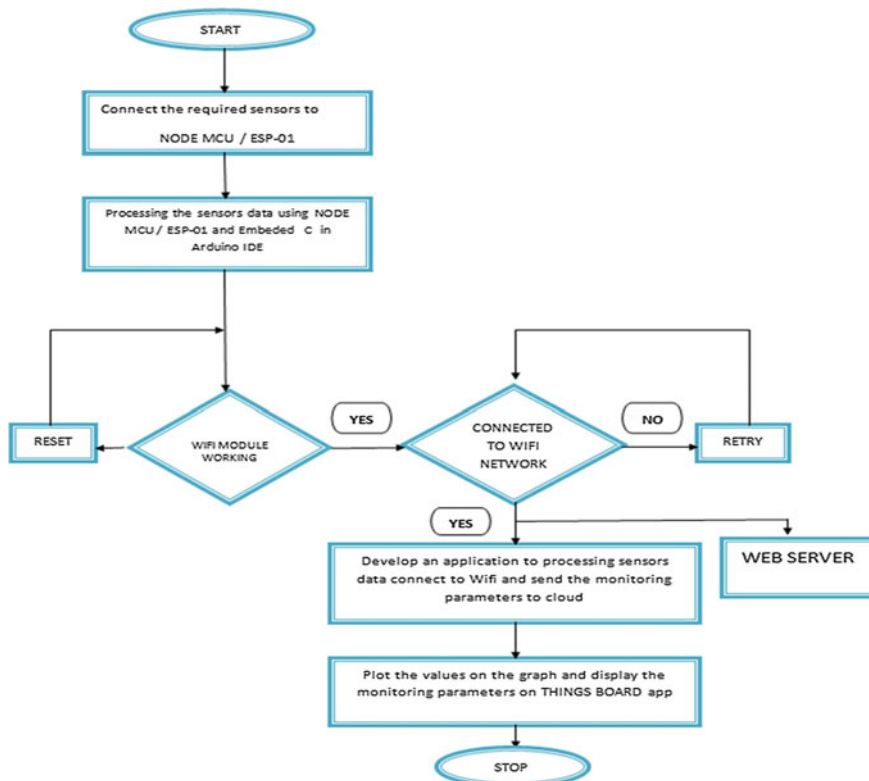 START
Connect the required sensors to
NODE MCU / ESP-01
Processing the sensors data using NODE
MCU / ESP-01 and Embeded C in
Arduino IDE
RESET
WIFI MODULE
WORKING
YES
CONNECTED
TO WIFI
NETWORK
NO
RETRY
YES
WEB SERVER
Develop an application to processing sensors
data connect to Wifi and send the monitoring
parameters to cloud
Plot the values on the graph and display the
monitoring parameters on THINGS BOARD app
STOP